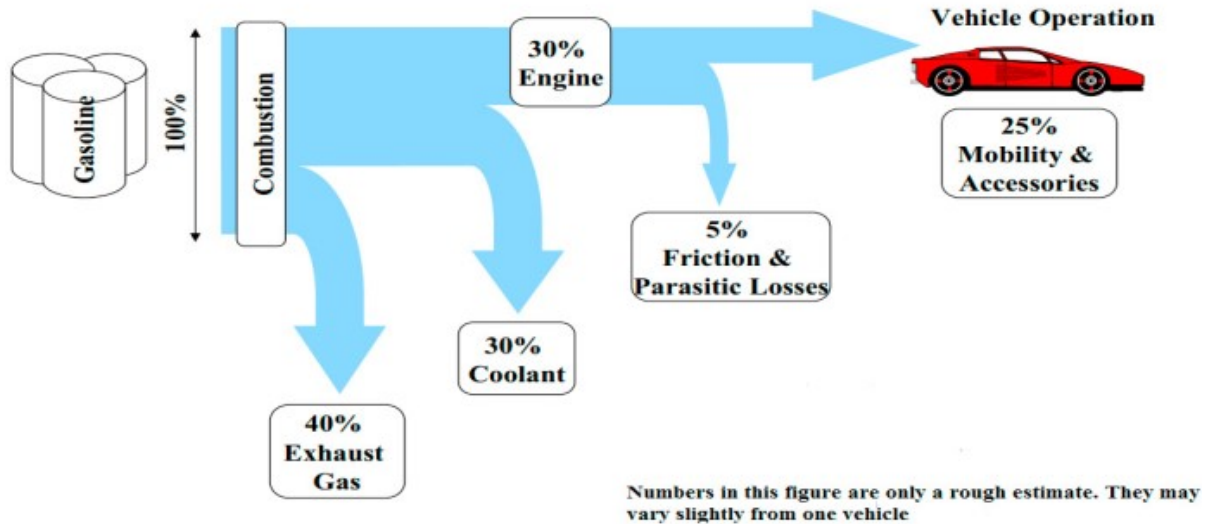 Gasoline
100%
Combustion
30%
Engine
Vehicle Operation
25%
Mobility &
Accessories
5%
Friction &
Parasitic Losses
30%
Coolant
40%
Exhaust
Gas
Numbers in this figure are only a rough estimate. They may
vary slightly from one vehicle